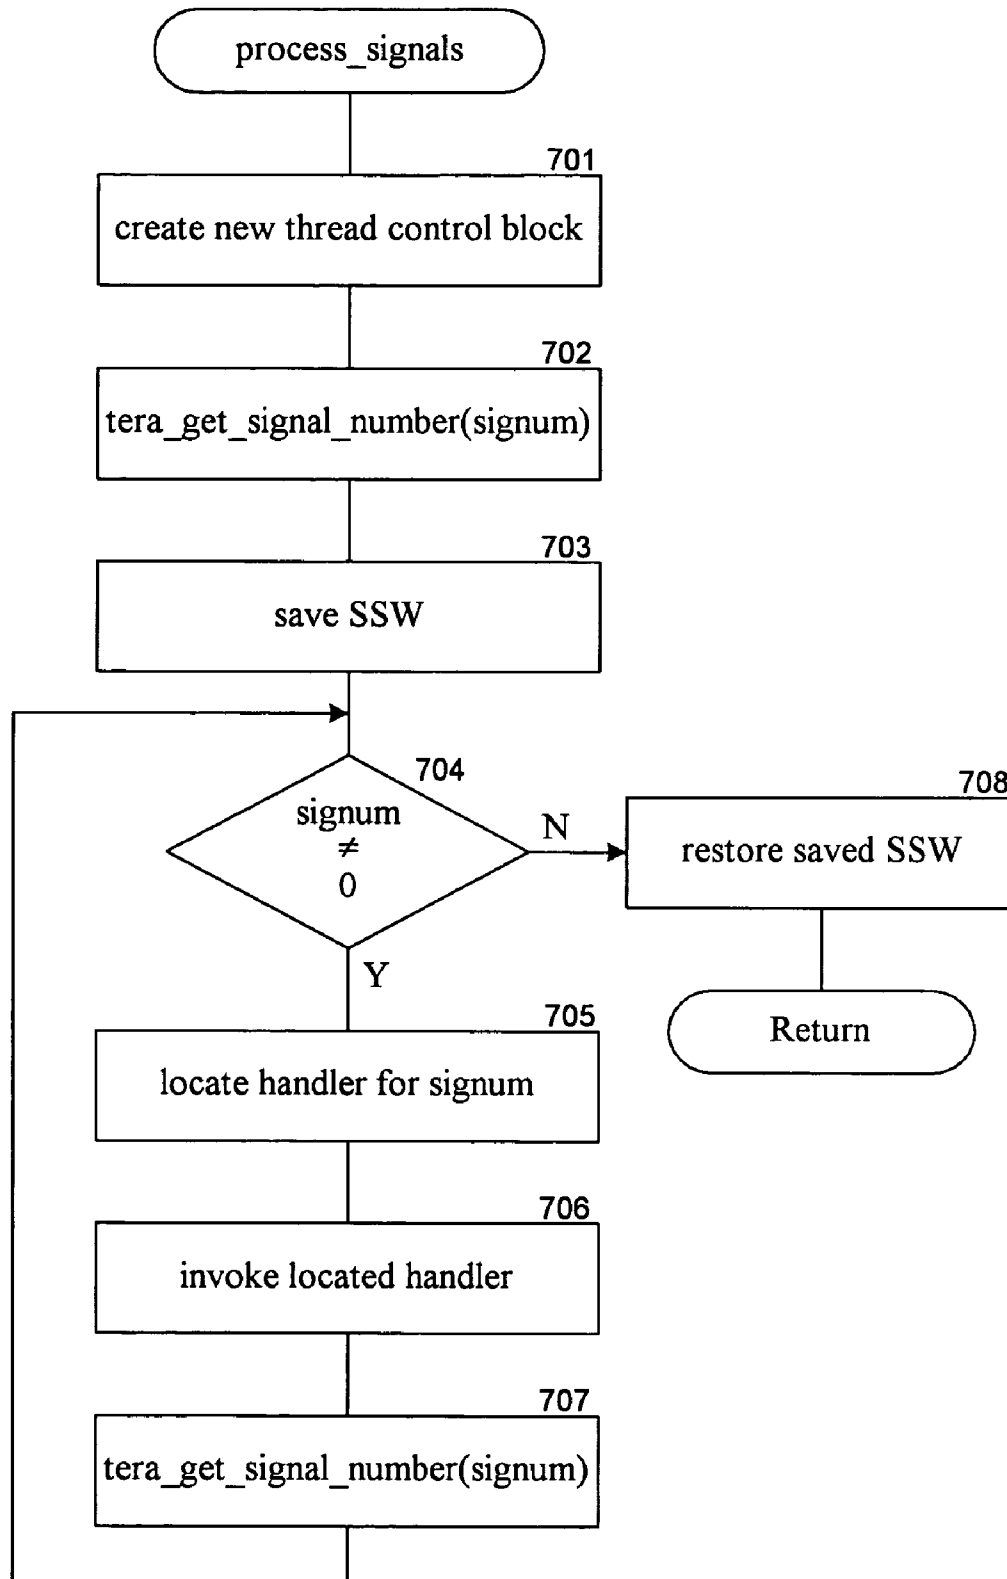 process_signals
701
create new thread control block
702
tera_get_signal_number(signum)
703
save SSW
704
signum
≠
0
N
708
restore saved SSW
Return
Y
705
locate handler for signum
706
invoke located handler
707
tera_get_signal_number(signum)